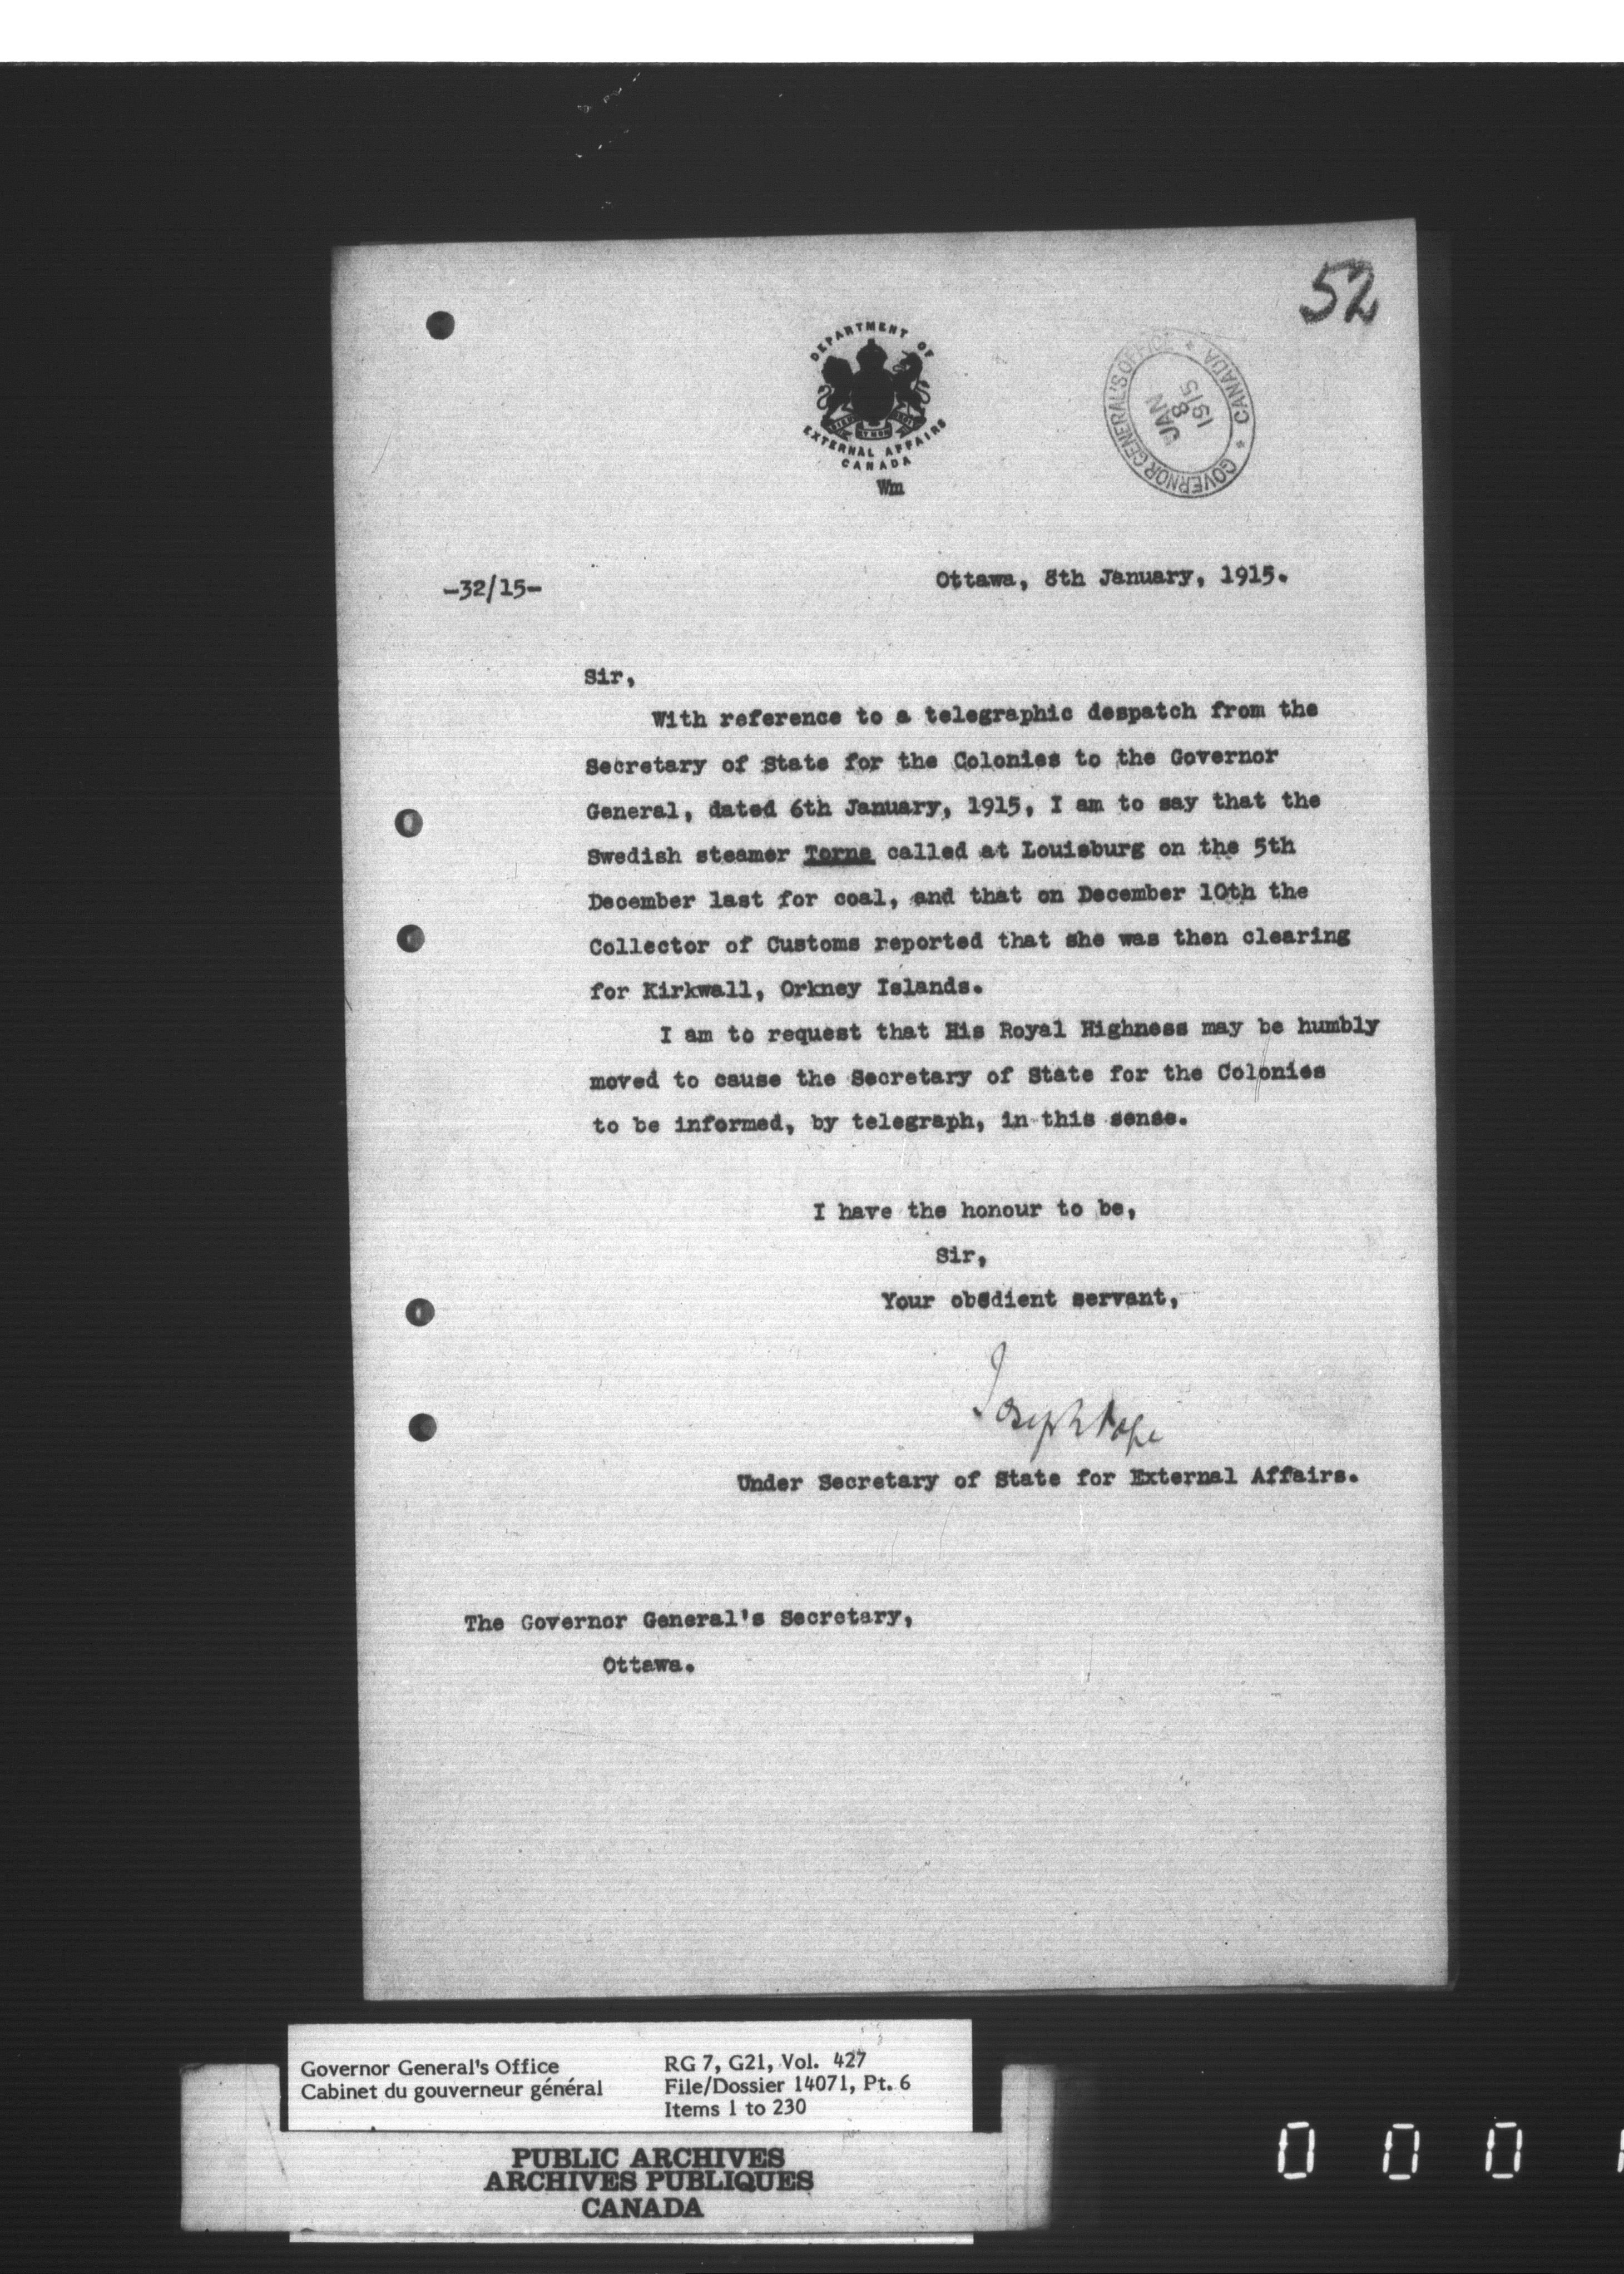 52
DEPARTMENT OF
EXTERNAL AFFAIRS
CANADA
Wm
GOVERNOR GENERAL'S OFFICE * CANADA *
JAN
8
1915
-32/15-
Ottawa, 8th January, 1915.
Sir,
With reference to a telegraphic despatch from the
Secretary of State for the Colonies to the Governor
General, dated 6th January, 1915, I am to say that the
Swedish steamer Torne called at Louisburg on the 5th
December last for coal, and that on December 10th the
Collector of Customs reported that she was then clearing
for Kirkwall, Orkney Islands.
I am to request that His Royal Highness may be humbly
moved to cause the Secretary of State for the Colonies
to be informed, by telegraph, in this sense.
I have the honour to be,
Sir,
Your obedient servant,
Joseph Pope
Under Secretary of State for External Affairs.
The Governor General's Secretary,
Ottawa.
Governor General's Office
Cabinet du gouverneur général
RG 7, G21, Vol. 427
File/Dossier 14071, Pt. 6
Items 1 to 230
PUBLIC ARCHIVES
ARCHIVES PUBLIQUES
CANADA
0 0 0